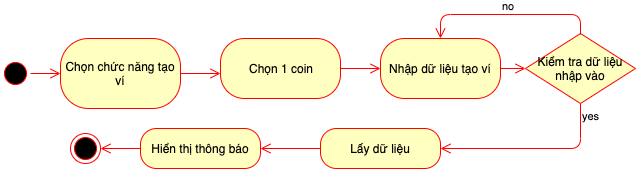 no
Chọn chức năng tạo
ví
Chọn 1 coin
Nhập dữ liệu tạo ví
Kiểm tra dữ liệu
nhập vào
yes
Hiển thị thông báo
Lấy dữ liệu